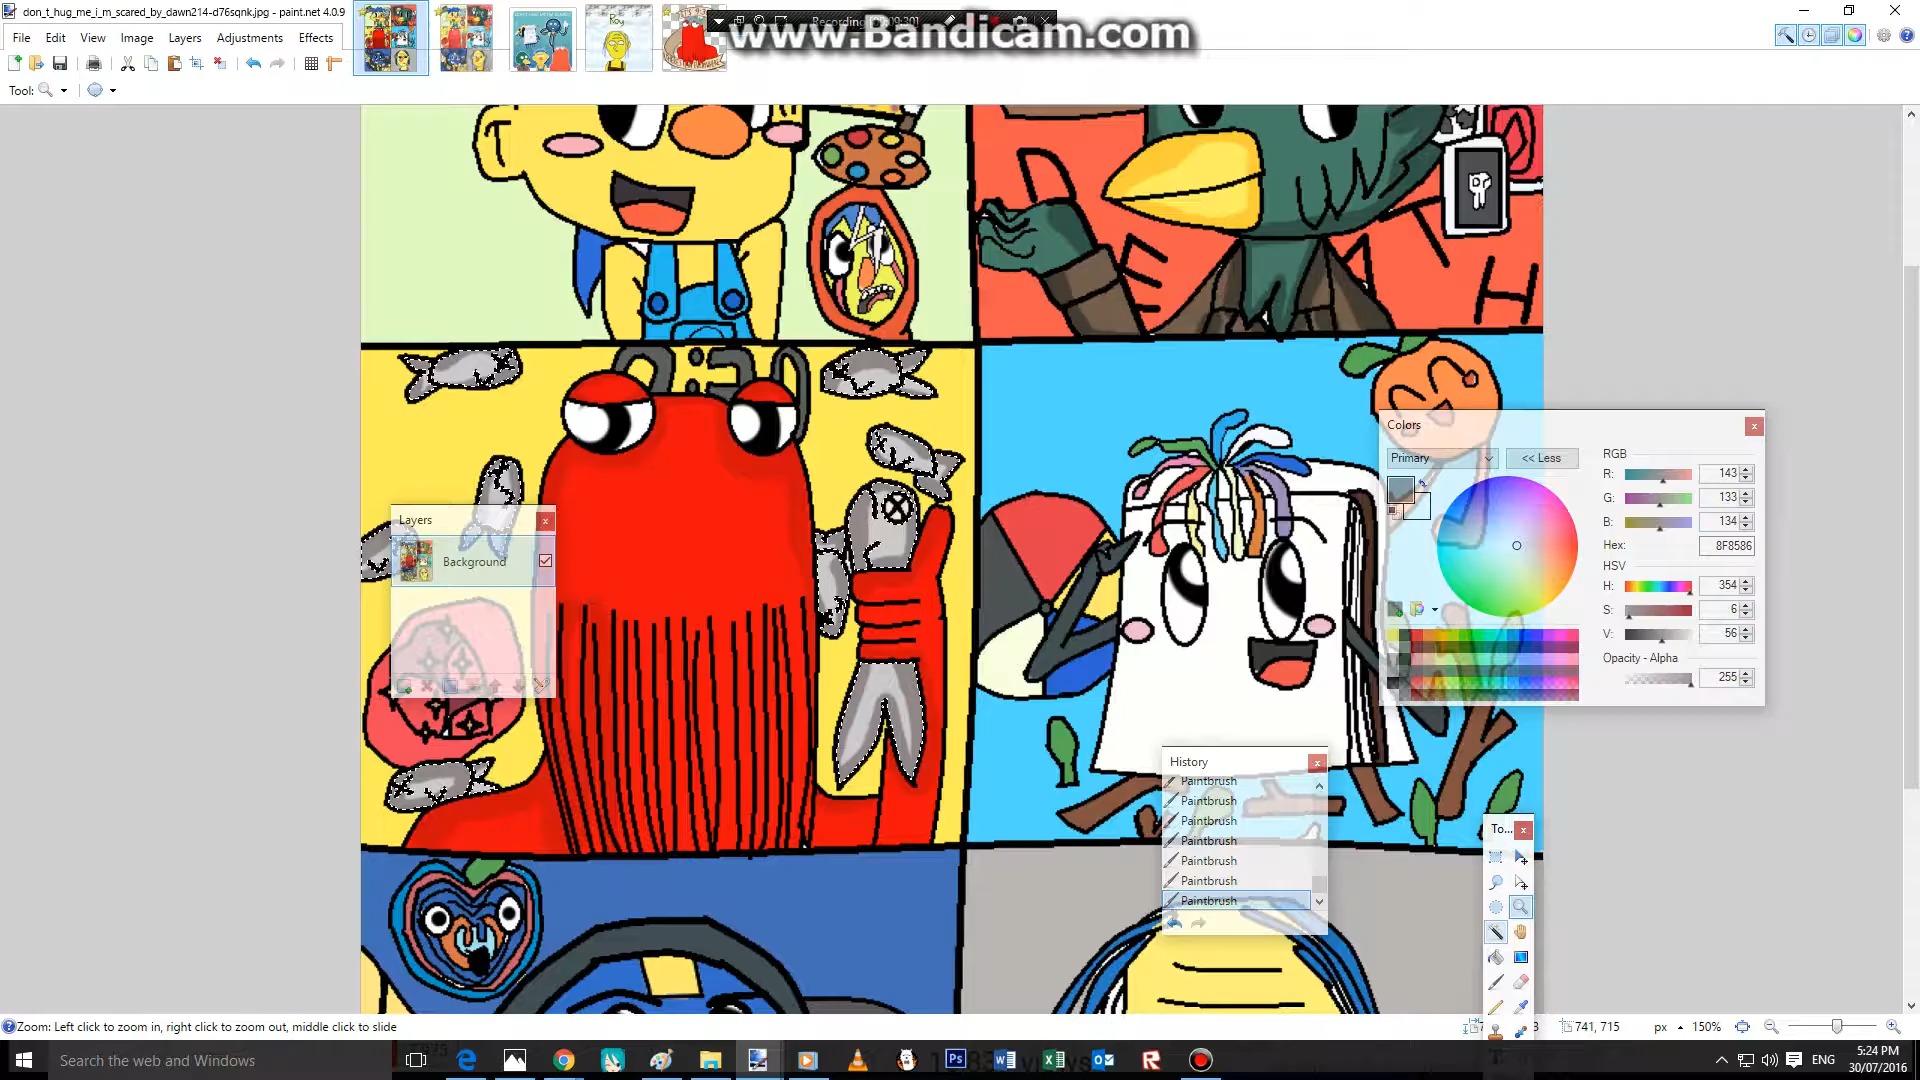 don_t_hug_me_i_m_scared_by_dawn214-d76sqnk.jpg - paint.net 4.0.9
www.Bandicam.com
File Edit View Image Layers Adjustments Effects
Roy
Tool:
DEATH
Layers
Background
Colors
Primary
<< Less
RGB
R: 143
G: 133
B: 134
Hex: 8F8586
HSV
H: 354
S: 6
V: 56
Opacity - Alpha
255
History
Paintbrush
Paintbrush
Paintbrush
Paintbrush
Paintbrush
Paintbrush
Paintbrush
To...
Zoom: Left click to zoom in, right click to zoom out, middle click to slide
741, 715
px
150%
Search the web and Windows
ENG
5:24 PM
30/07/2016